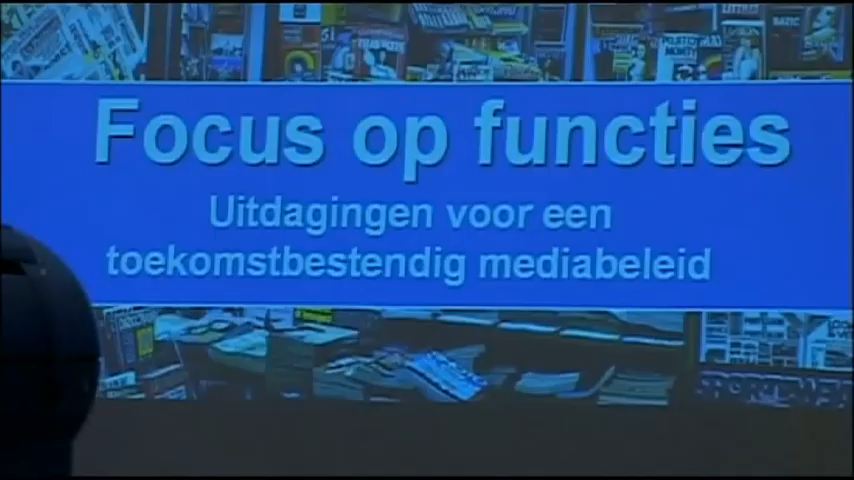 Focus op functies
Uitdagingen voor een
toekomstbestendig mediabeleid